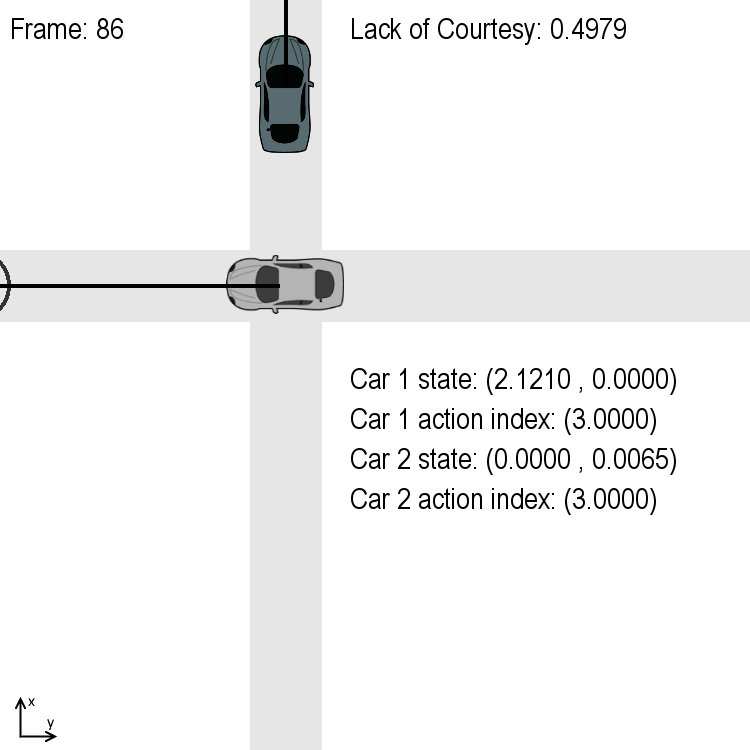 Frame: 86
Lack of Courtesy: 0.4979
Car 1 state: (2.1210 , 0.0000)
Car 1 action index: (3.0000)
Car 2 state: (0.0000 , 0.0065)
Car 2 action index: (3.0000)
x
y